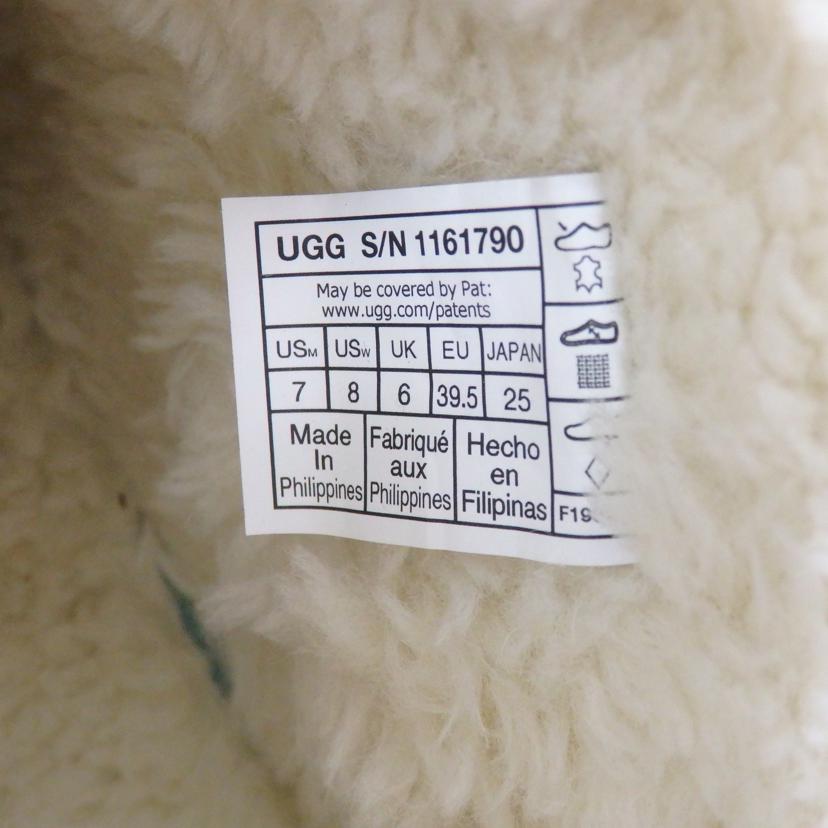 UGG S/N 1161790
May be covered by Pat:
www.ugg.com/patents
USM USW UK EU JAPAN
7 8 6 39.5 25
Made In Philippines
Fabriqué aux Philippines
Hecho en Filipinas
F19